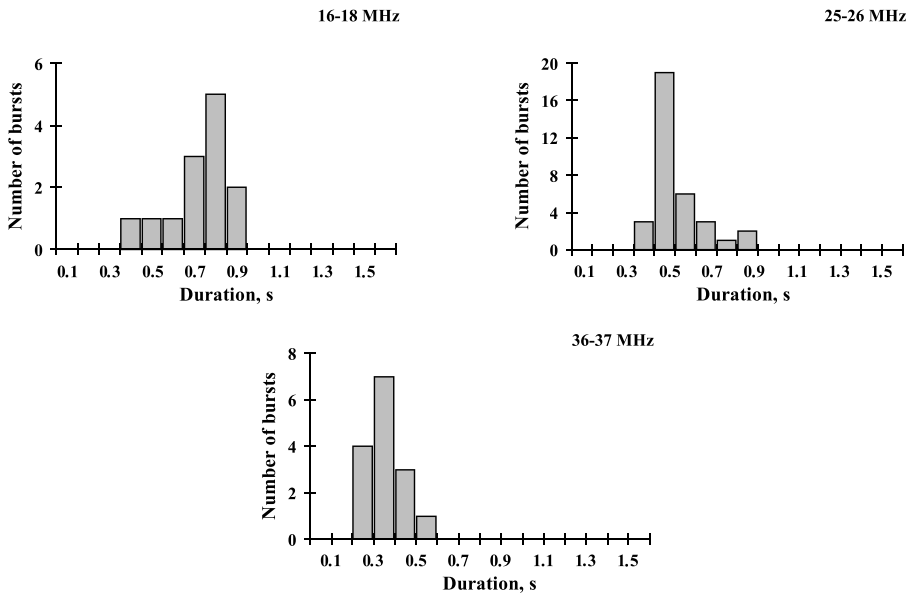 16-18 MHz
6
4
2
0
Number of bursts
0.1 0.3 0.5 0.7 0.9 1.1 1.3 1.5
Duration, s
25-26 MHz
20
16
12
8
4
0
Number of bursts
0.1 0.3 0.5 0.7 0.9 1.1 1.3 1.5
Duration, s
36-37 MHz
8
6
4
2
0
Number of bursts
0.1 0.3 0.5 0.7 0.9 1.1 1.3 1.5
Duration, s